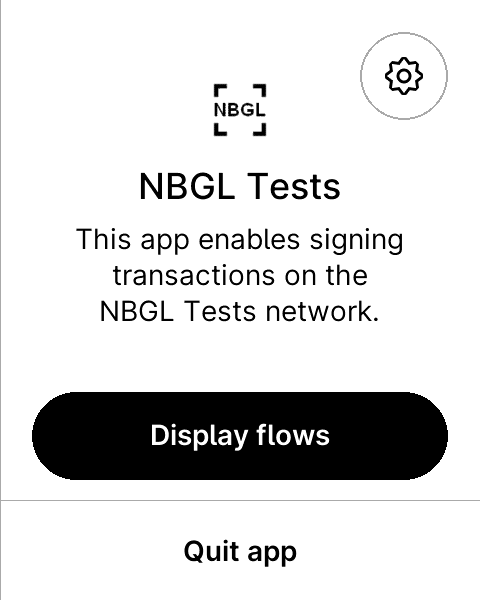 NBGL
NBGL Tests
This app enables signing
transactions on the
NBGL Tests network.
Display flows
Quit app